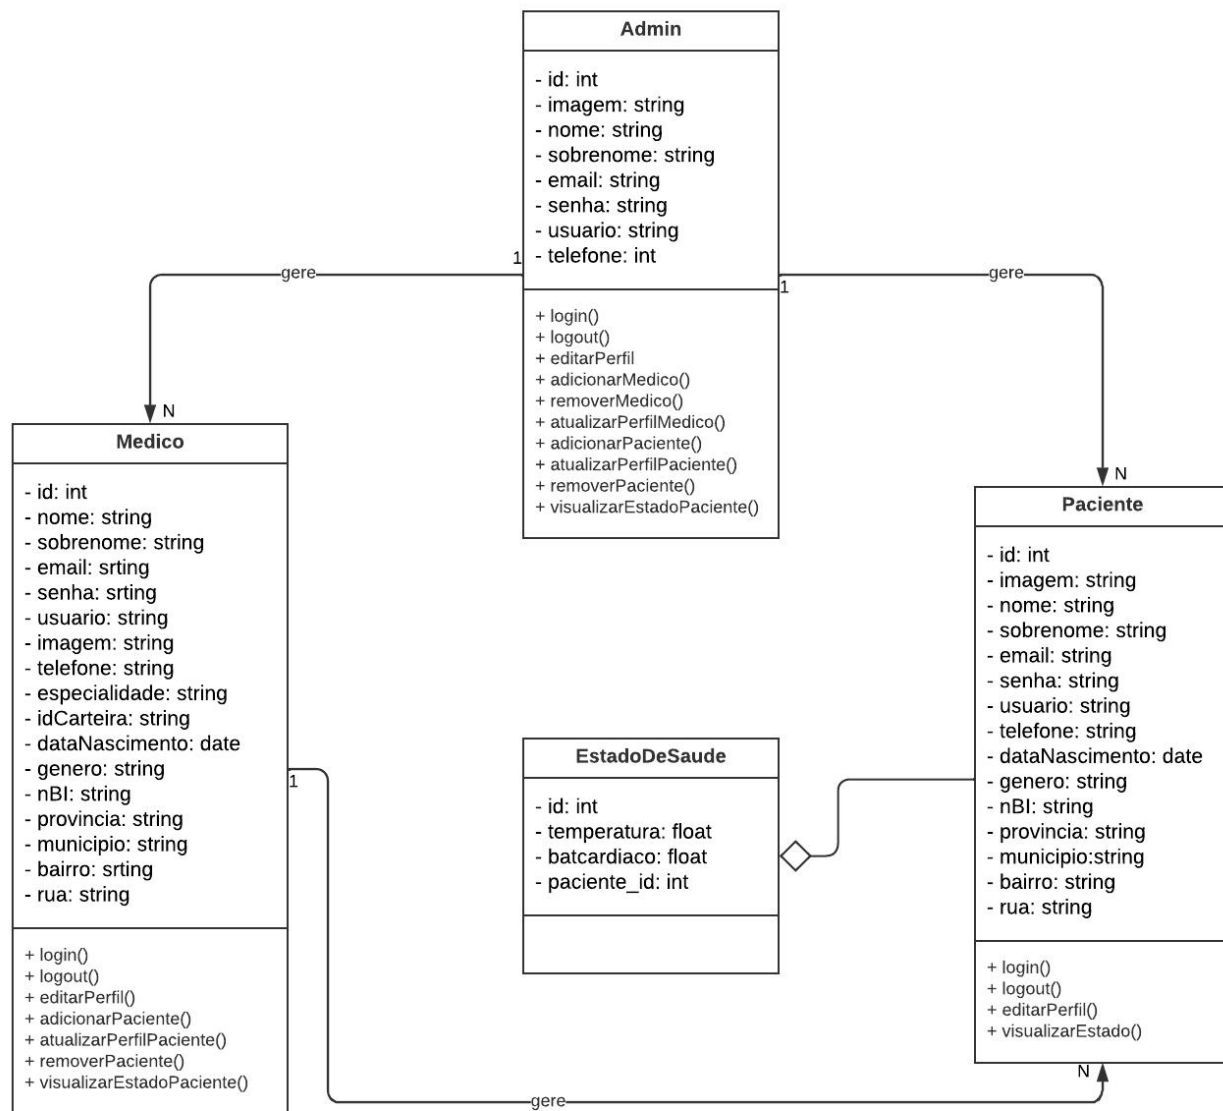 Admin
- id: int
- imagem: string
- nome: string
- sobrenome: string
- email: string
- senha: string
- usuario: string
- telefone: int
+ login()
+ logout()
+ editarPerfil
+ adicionarMedico()
+ removerMedico()
+ atualizarPerfilMedico()
+ adicionarPaciente()
+ atualizarPerfilPaciente()
+ removerPaciente()
+ visualizarEstadoPaciente()
1
gere
N
1
gere
N
Medico
- id: int
- nome: string
- sobrenome: string
- email: srting
- senha: srting
- usuario: string
- imagem: string
- telefone: string
- especialidade: string
- idCarteira: string
- dataNascimento: date
- genero: string
- nBI: string
- provincia: string
- municipio: string
- bairro: srting
- rua: string
+ login()
+ logout()
+ editarPerfil()
+ adicionarPaciente()
+ atualizarPerfilPaciente()
+ removerPaciente()
+ visualizarEstadoPaciente()
1
EstadoDeSaude
- id: int
- temperatura: float
- batcardiaco: float
- paciente_id: int
Paciente
- id: int
- imagem: string
- nome: string
- sobrenome: string
- email: string
- senha: string
- usuario: string
- telefone: string
- dataNascimento: date
- genero: string
- nBI: string
- provincia: string
- municipio:string
- bairro: string
- rua: string
+ login()
+ logout()
+ editarPerfil()
+ visualizarEstado()
N
gere